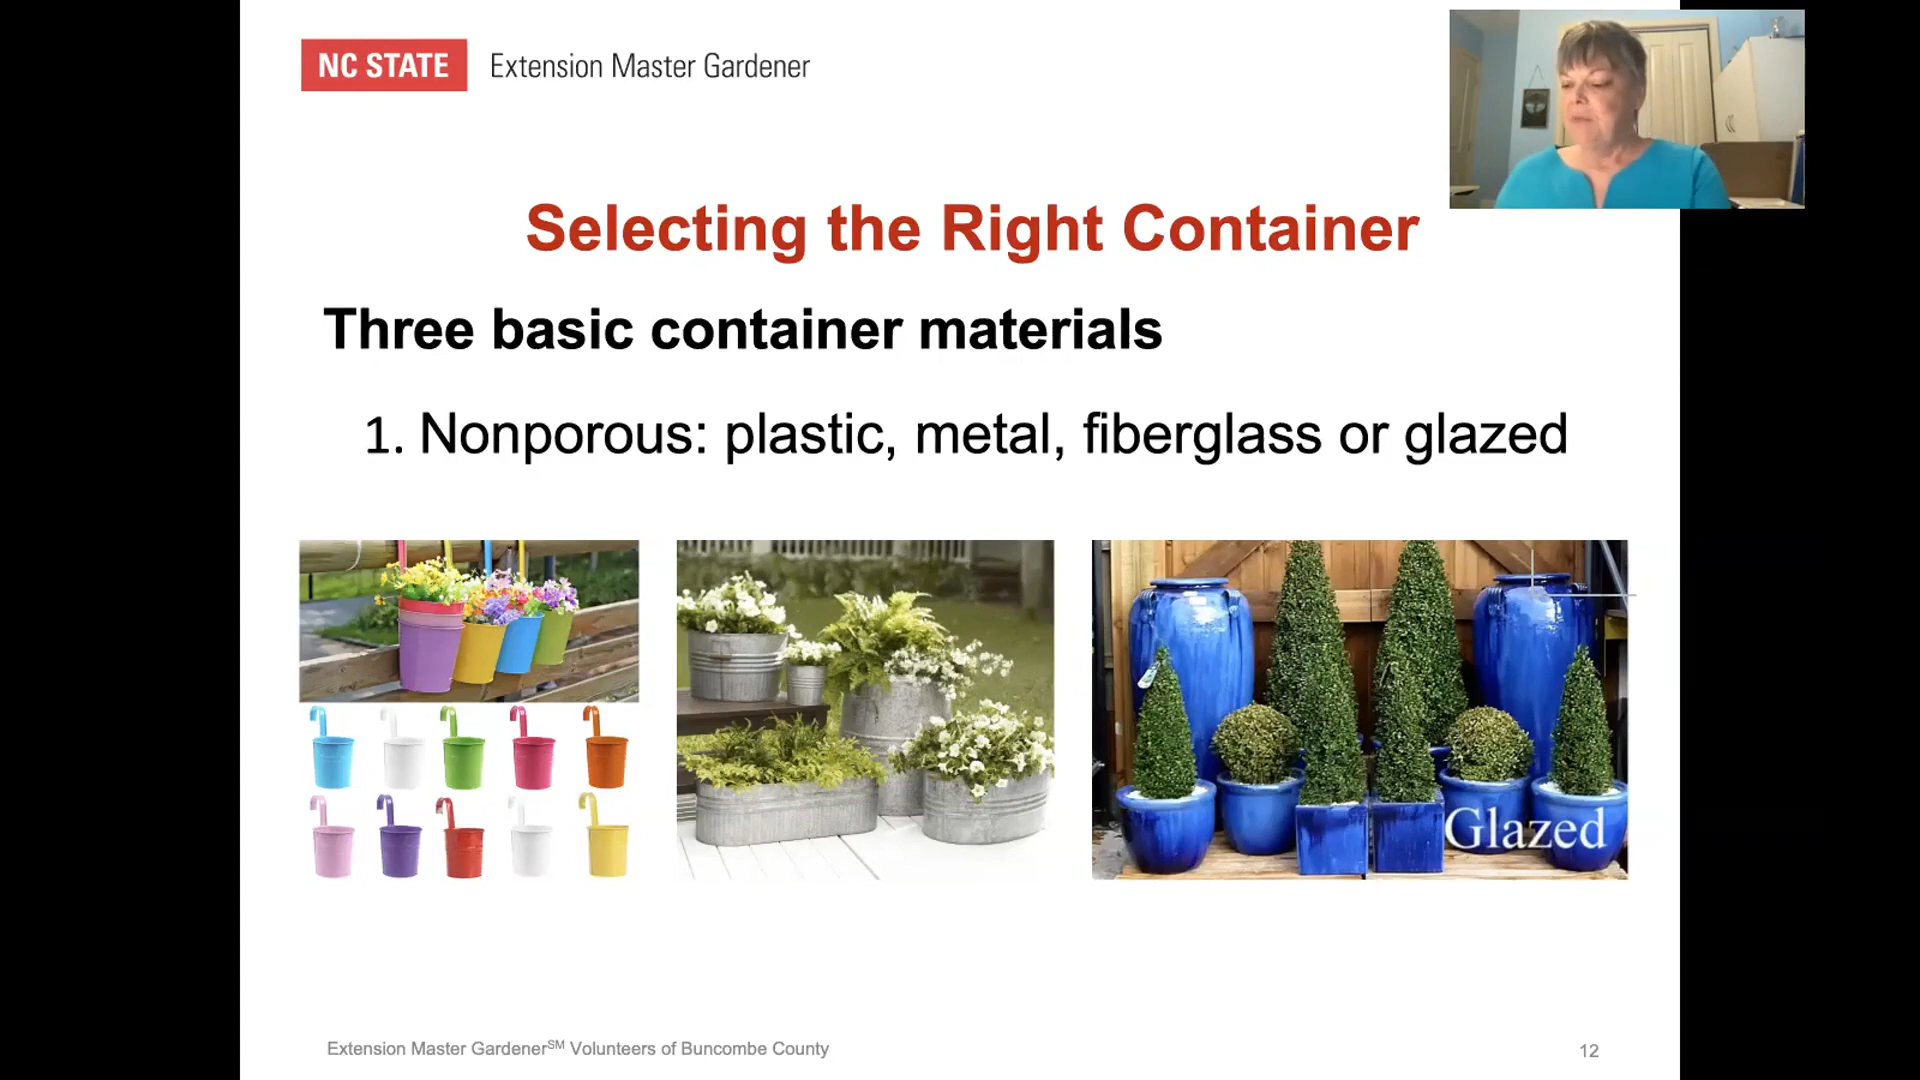 NC STATE Extension Master Gardener
Selecting the Right Container
Three basic container materials
1. Nonporous: plastic, metal, fiberglass or glazed
Glazed
Extension Master Gardener℠ Volunteers of Buncombe County
12